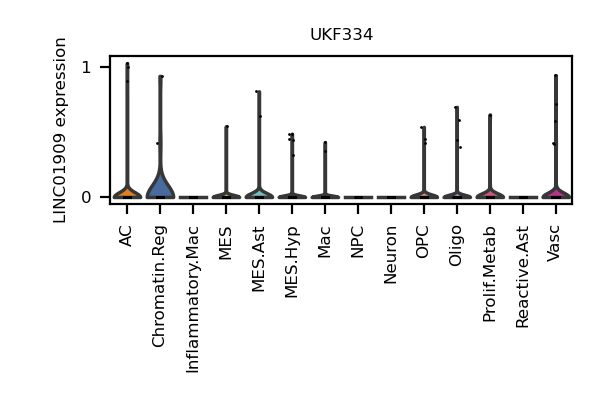 UKF334
LINC01909 expression
1
0
AC
Chromatin.Reg
Inflammatory.Mac
MES
MES.Ast
MES.Hyp
Mac
NPC
Neuron
OPC
Oligo
Prolif.Metab
Reactive.Ast
Vasc